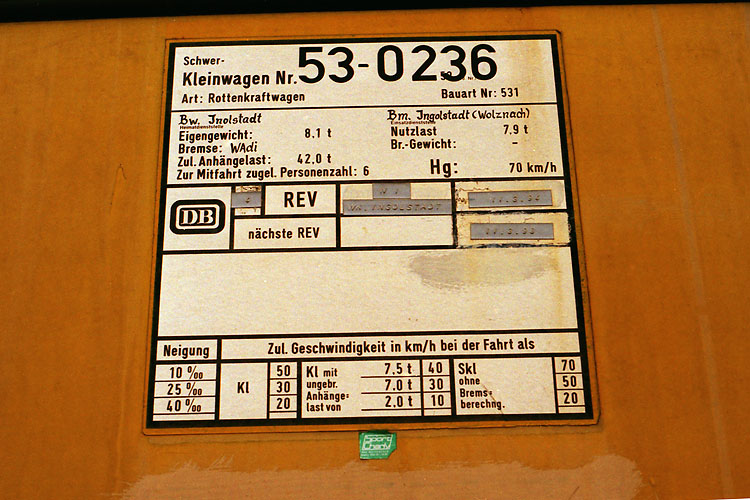 Schwer-
Kleinwagen Nr. 53-0236
Art: Rottenkraftwagen Bauart Nr: 531
Bw. Inolstadt Bm. Ingolstadt (Wolznach)
Heimatdienststelle Einsatzdienststelle
Eigengewicht: 8.1 t Nutzlast 7.9 t
Bremse: WAdi Br.-Gewicht: -
Zul. Anhängelast: 42.0 t
Zur Mitfahrt zugel. Personenzahl: 6 Hg: 70 km/h
DB REV
nächste REV INGOLSTADT
Neigung Zul. Geschwindigkeit in km/h bei der Fahrt als
10 ‰ Kl 50 Kl mit 7.5 t 40 Skl 70
25 ‰ 30 ungebr. 7.0 t 30 ohne 50
40 ‰ 20 Anhänge= 2.0 t 10 Brems= 20
last von berechng.